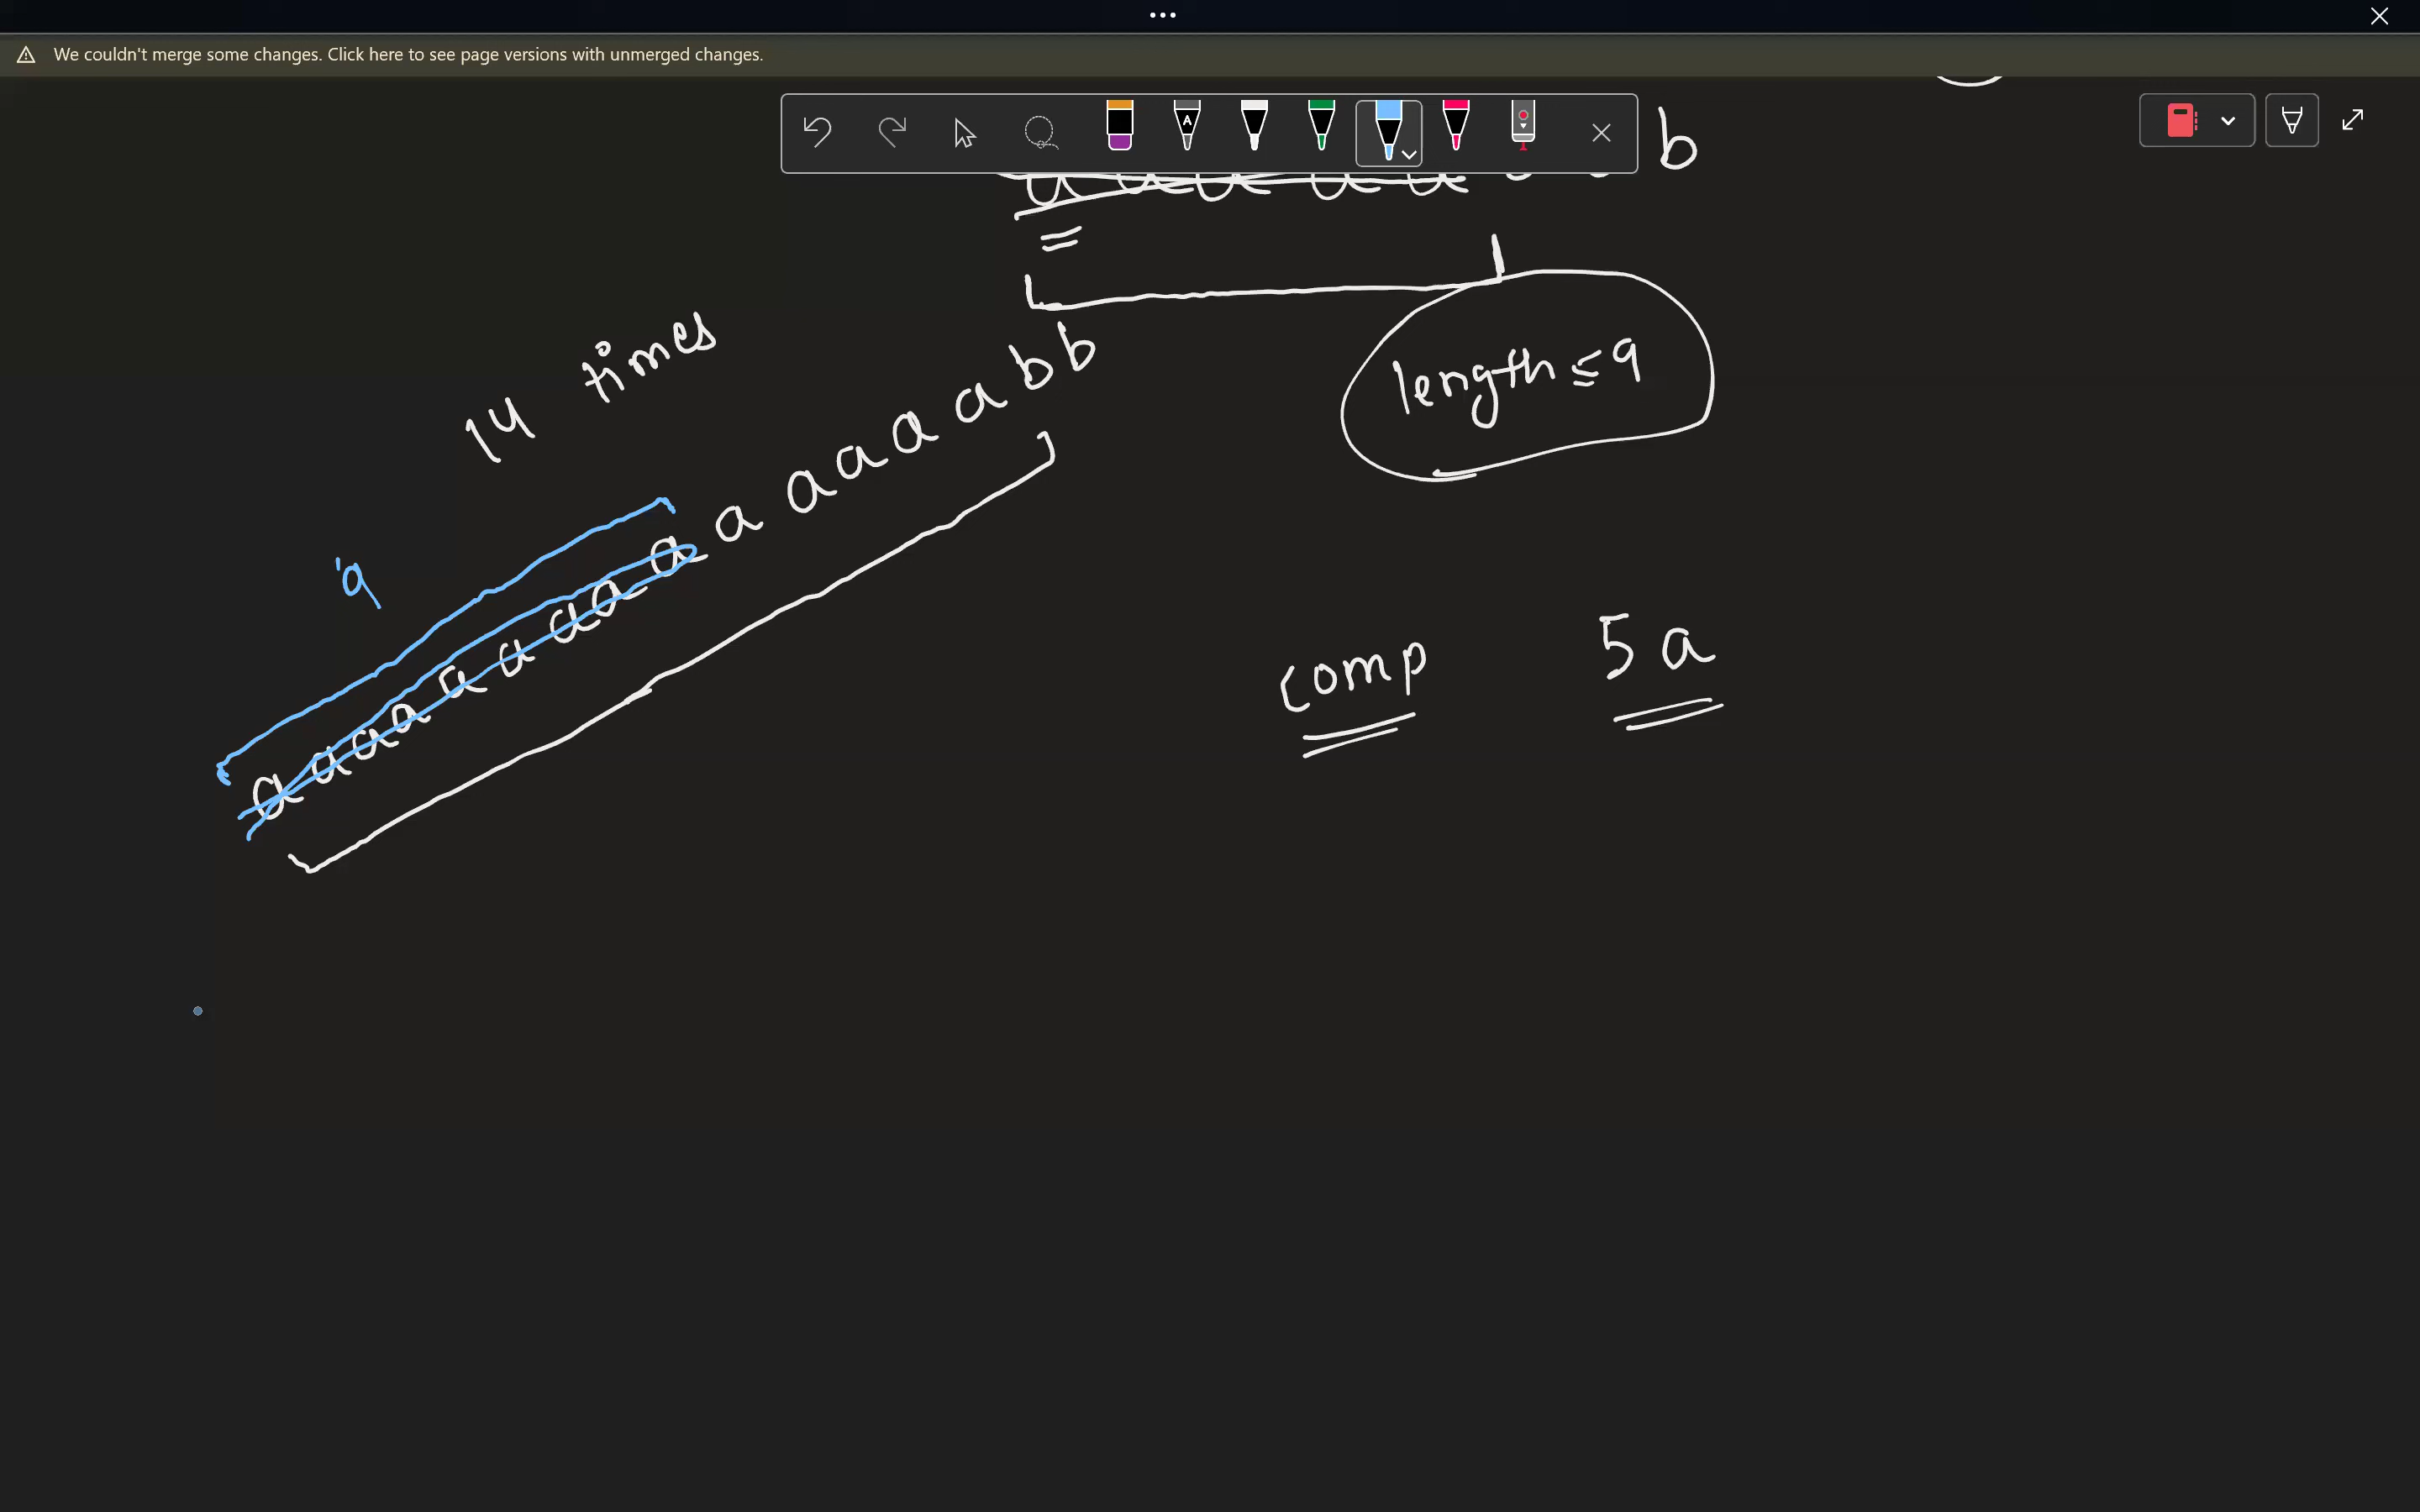 We couldn't merge some changes. Click here to see page versions with unmerged changes.
b
14 times
length ≤ 9
a a a a a a a a a a a a a a b b
9
comp 5a